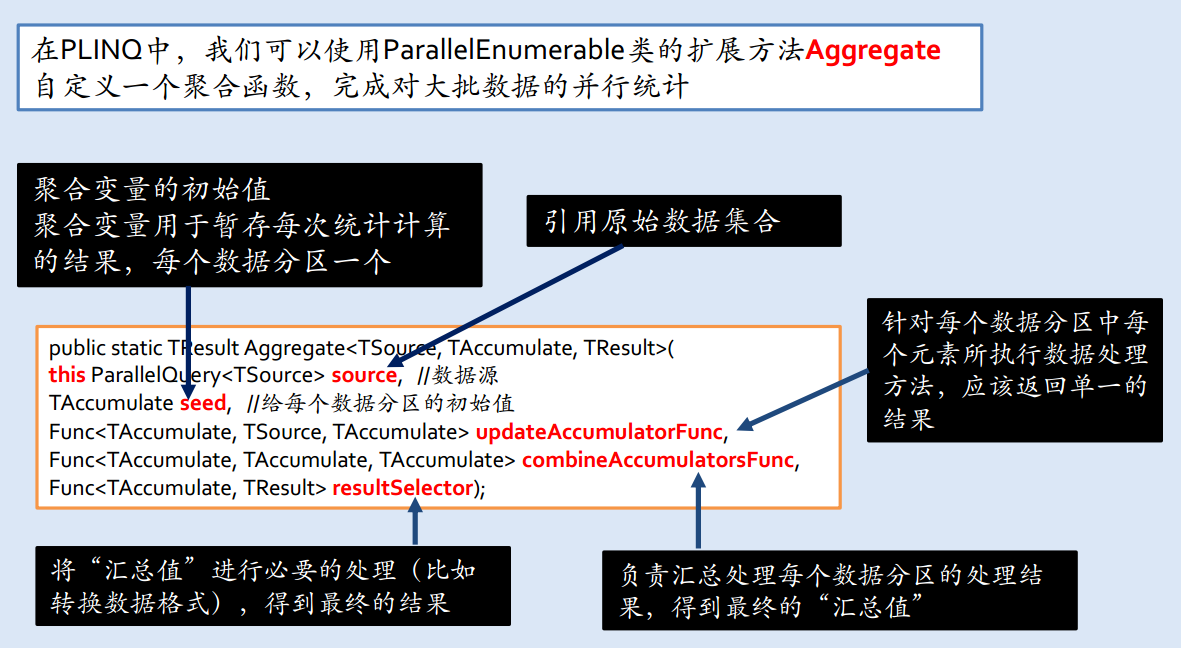 在PLINQ中，我们可以使用ParallelEnumerable类的扩展方法Aggregate
自定义一个聚合函数，完成对大批数据的并行统计
聚合变量的初始值
聚合变量用于暂存每次统计计算
的结果，每个数据分区一个
引用原始数据集合
针对每个数据分区中每
个元素所执行数据处理
方法，应该返回单一的
结果
public static TResult Aggregate<TSource, TAccumulate, TResult>(
this ParallelQuery<TSource> source, //数据源
TAccumulate seed, //给每个数据分区的初始值
Func<TAccumulate, TSource, TAccumulate> updateAccumulatorFunc,
Func<TAccumulate, TAccumulate, TAccumulate> combineAccumulatorsFunc,
Func<TAccumulate, TResult> resultSelector);
将“汇总值”进行必要的处理（比如
转换数据格式），得到最终的结果
负责汇总处理每个数据分区的处理结
果，得到最终的“汇总值”